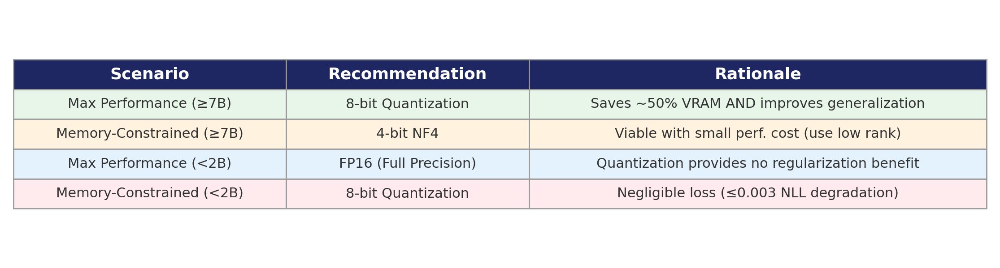 Scenario Recommendation Rationale
Max Performance (≥7B) 8-bit Quantization Saves ~50% VRAM AND improves generalization
Memory-Constrained (≥7B) 4-bit NF4 Viable with small perf. cost (use low rank)
Max Performance (<2B) FP16 (Full Precision) Quantization provides no regularization benefit
Memory-Constrained (<2B) 8-bit Quantization Negligible loss (≤0.003 NLL degradation)